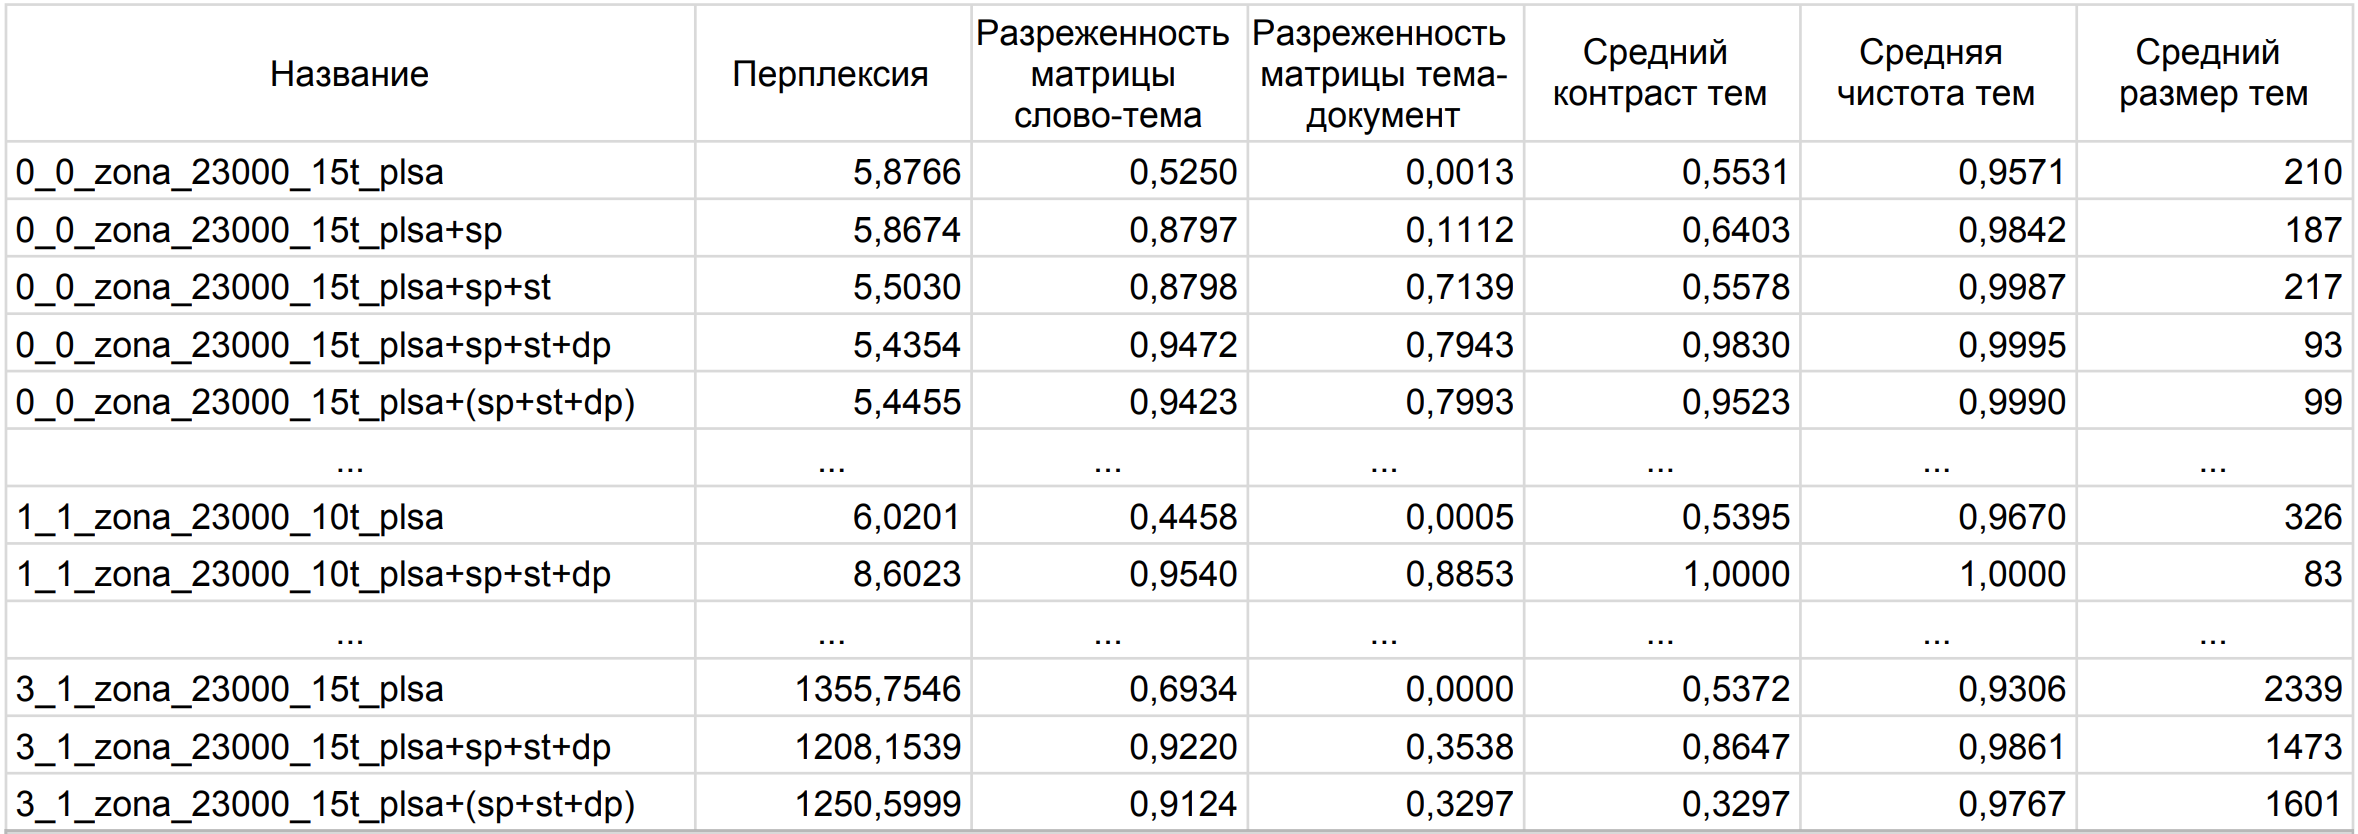 Название Перплексия Разреженность матрицы слово-тема Разреженность матрицы тема-документ Средний контраст тем Средняя чистота тем Средний размер тем
0_0_zona_23000_15t_plsa 5,8766 0,5250 0,0013 0,5531 0,9571 210
0_0_zona_23000_15t_plsa+sp 5,8674 0,8797 0,1112 0,6403 0,9842 187
0_0_zona_23000_15t_plsa+sp+st 5,5030 0,8798 0,7139 0,5578 0,9987 217
0_0_zona_23000_15t_plsa+sp+st+dp 5,4354 0,9472 0,7943 0,9830 0,9995 93
0_0_zona_23000_15t_plsa+(sp+st+dp) 5,4455 0,9423 0,7993 0,9523 0,9990 99
... ... ... ... ... ... ...
1_1_zona_23000_10t_plsa 6,0201 0,4458 0,0005 0,5395 0,9670 326
1_1_zona_23000_10t_plsa+sp+st+dp 8,6023 0,9540 0,8853 1,0000 1,0000 83
... ... ... ... ... ... ...
3_1_zona_23000_15t_plsa 1355,7546 0,6934 0,0000 0,5372 0,9306 2339
3_1_zona_23000_15t_plsa+sp+st+dp 1208,1539 0,9220 0,3538 0,8647 0,9861 1473
3_1_zona_23000_15t_plsa+(sp+st+dp) 1250,5999 0,9124 0,3297 0,3297 0,9767 1601